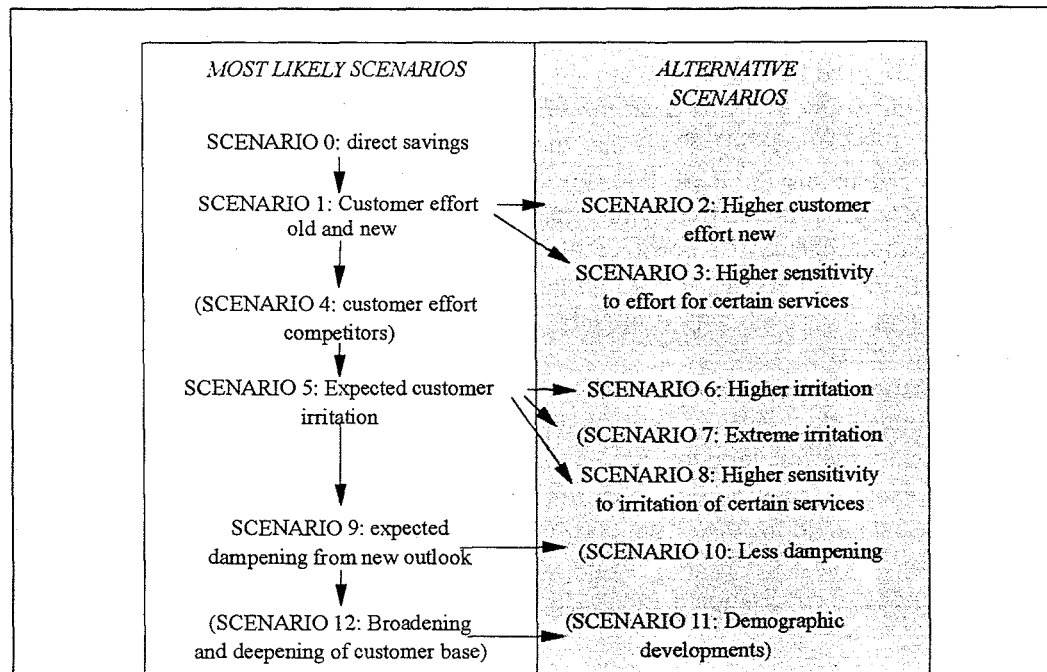 MOST LIKELY SCENARIOS
SCENARIO 0: direct savings
SCENARIO 1: Customer effort
old and new
(SCENARIO 4: customer effort
competitors)
SCENARIO 5: Expected customer
irritation
SCENARIO 9: expected
dampening from new outlook
(SCENARIO 12: Broadening
and deepening of customer base)
ALTERNATIVE
SCENARIOS
SCENARIO 2: Higher customer
effort new
SCENARIO 3: Higher sensitivity
to effort for certain services
SCENARIO 6: Higher irritation
(SCENARIO 7: Extreme irritation
SCENARIO 8: Higher sensitivity
to irritation of certain services
(SCENARIO 10: Less dampening
(SCENARIO 11: Demographic
developments)